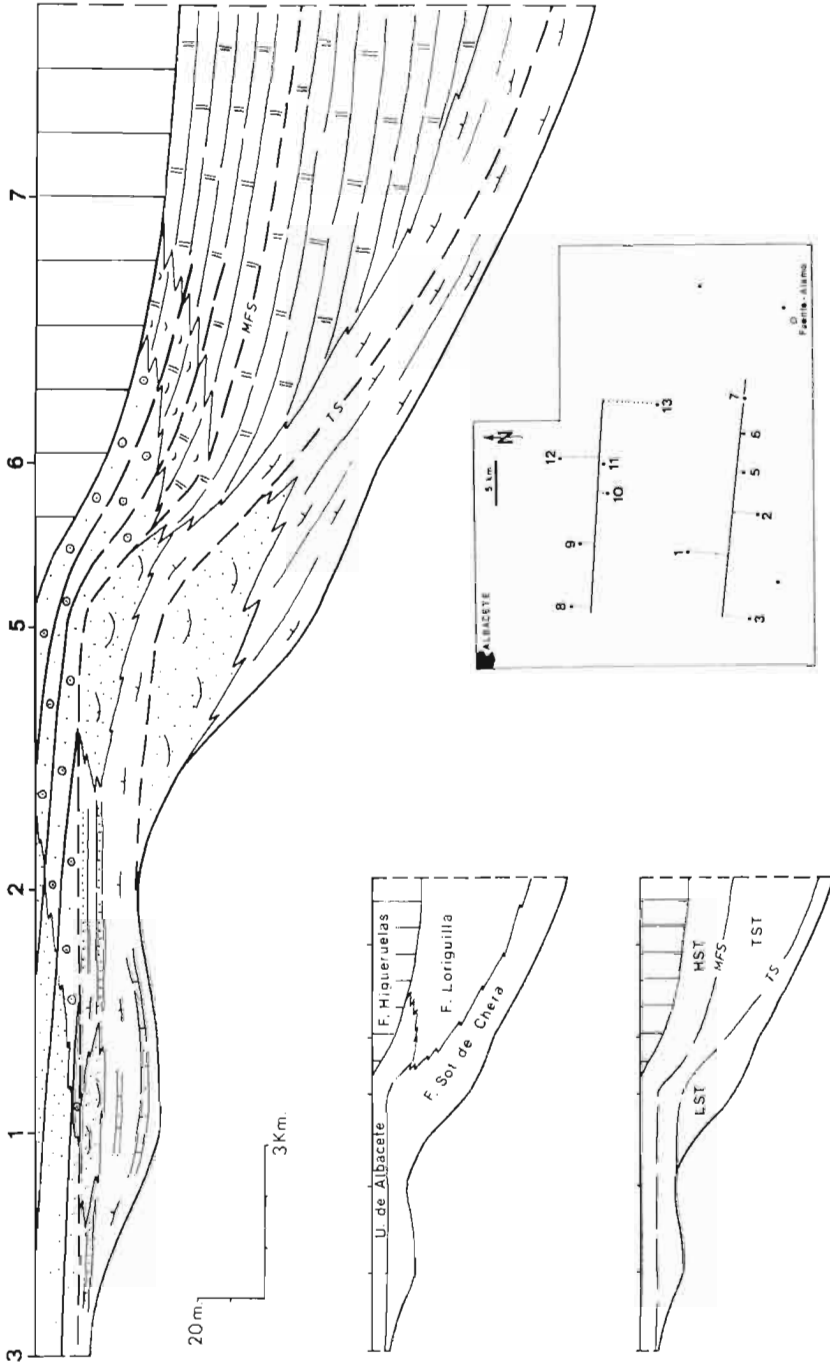 3
1
2
5
6
7
MFS
TS
20 m.
3 Km.
U. de Albacete
F. Higueruelas
F. Loriguilla
F. Sot de Chera
HST
MFS
TST
TS
LST
ALBACETE
5 km.
N
8
9
10
11
12
13
1
2
3
5
6
7
Fuente-Alamo